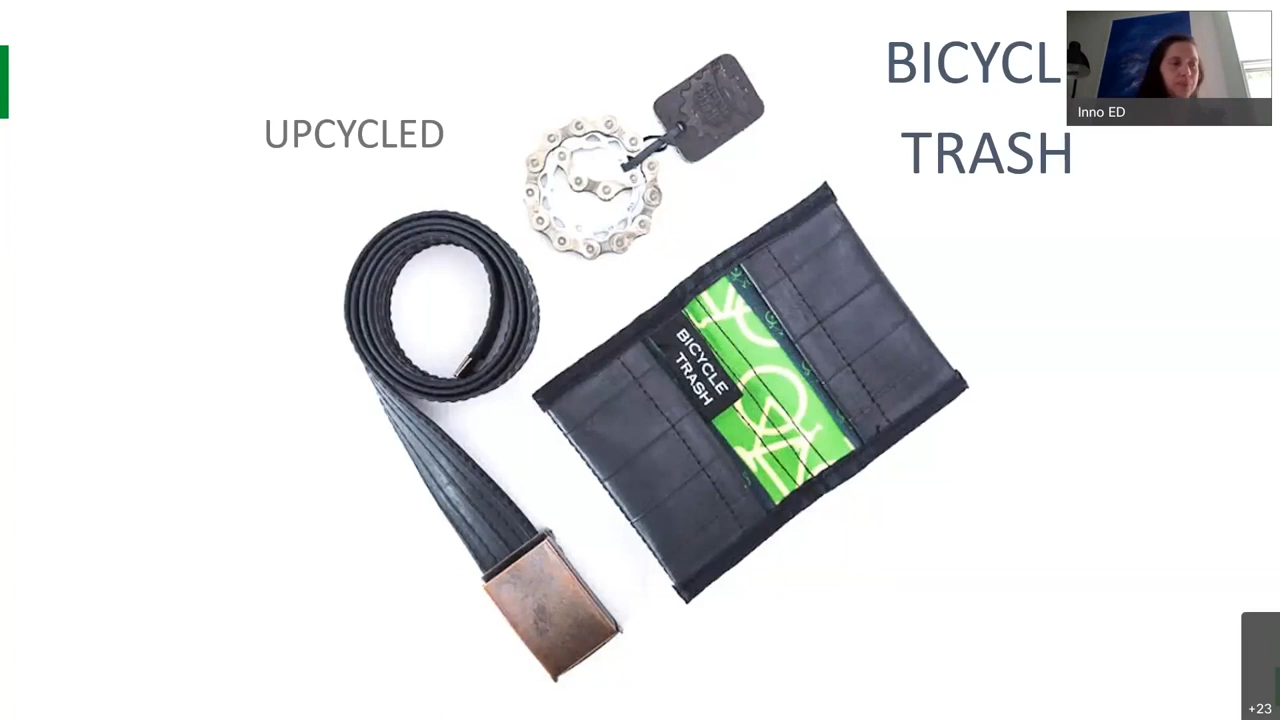 UPCYCLED
BICYCL
TRASH
Inno ED
BICYCLE
TRASH
+23